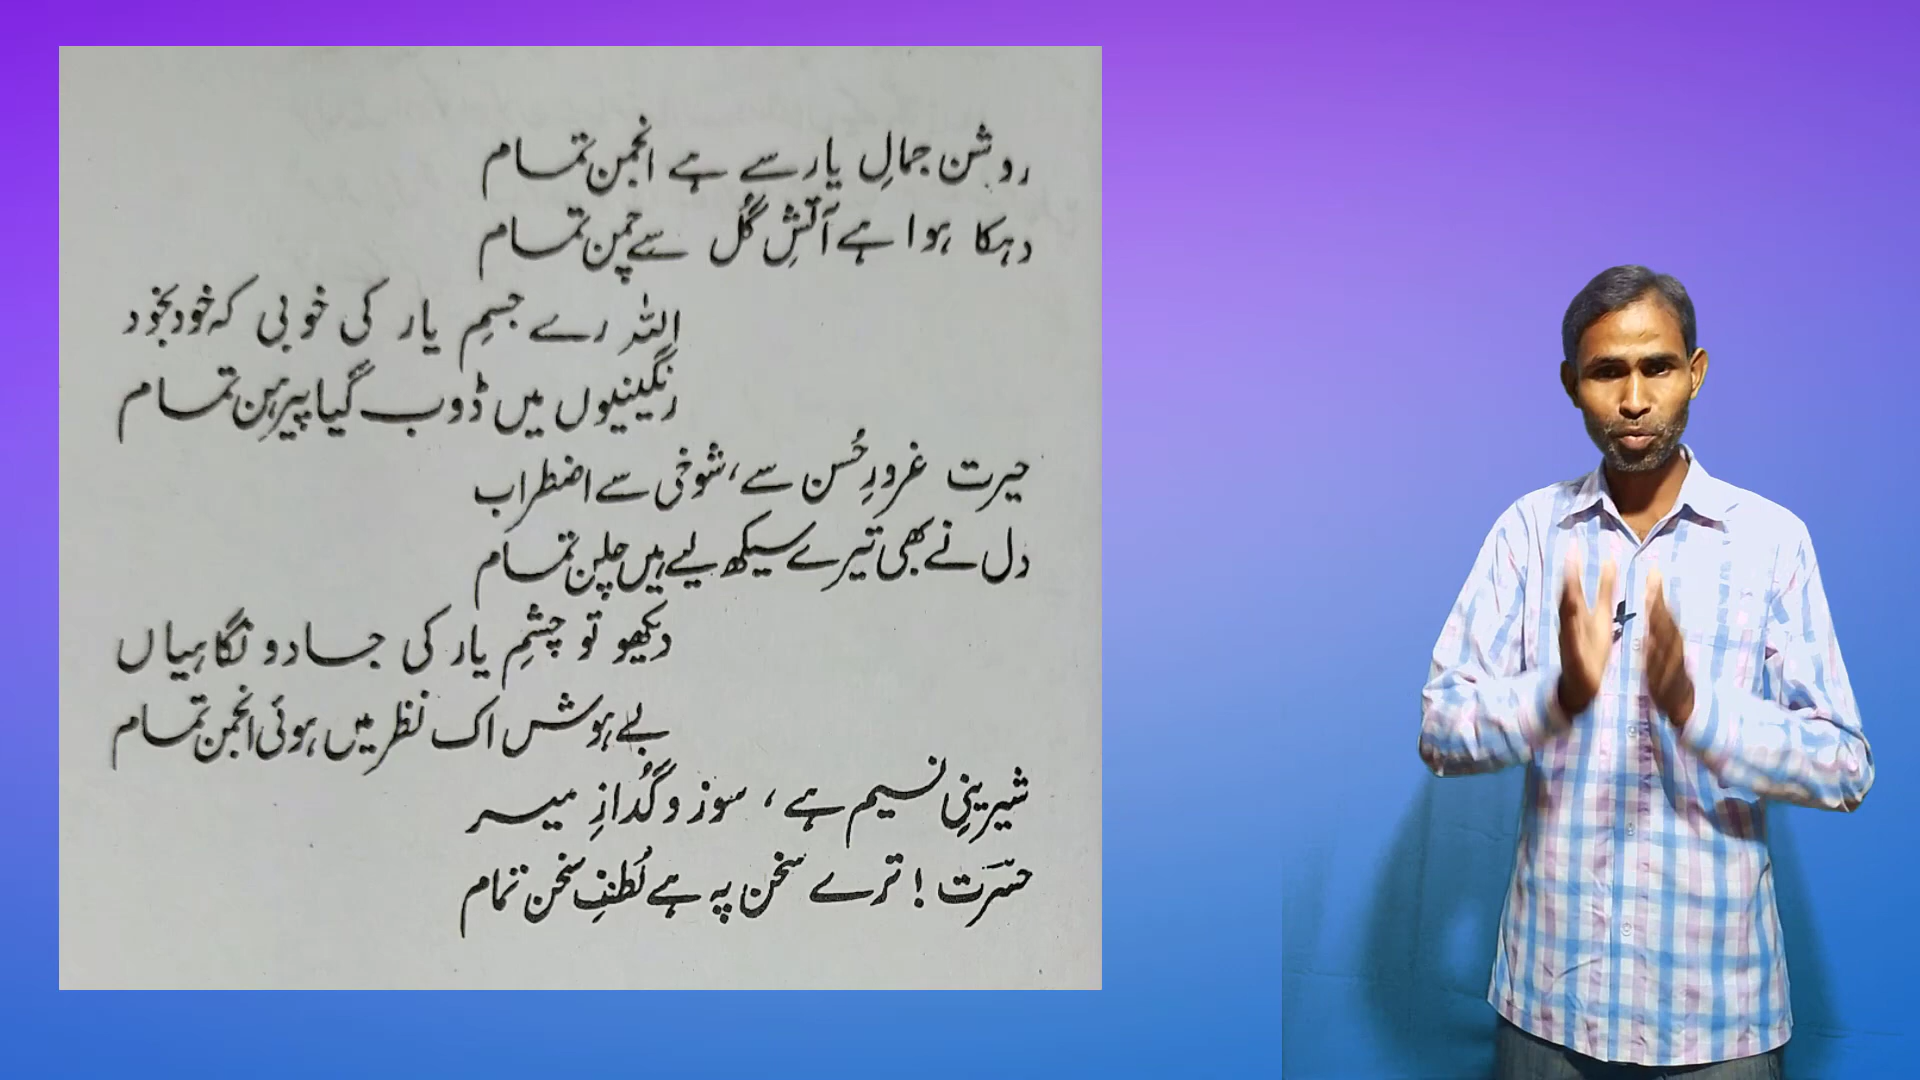 روشن جمالِ یار سے ہے انجمن تمام
دہکا ہوا ہے آتشِ گُل سے چمن تمام
اللہ رے جسمِ یار کی خوبی کہ خودبخود
رنگینیوں میں ڈوب گیا پیرہن تمام
حیرت غرورِ حُسن سے، شوخی سے اضطراب
دل نے بھی تیرے سیکھ لیے ہیں چلن تمام
دیکھو تو چشمِ یار کی جادو نگاہیاں
بے ہوش اک نظر میں ہوئی انجمن تمام
شیرینیِ نسیم ہے، سوز و گُدازِ میر
حسرؔت! ترے سخن پہ ہے لُطفِ سخن تمام